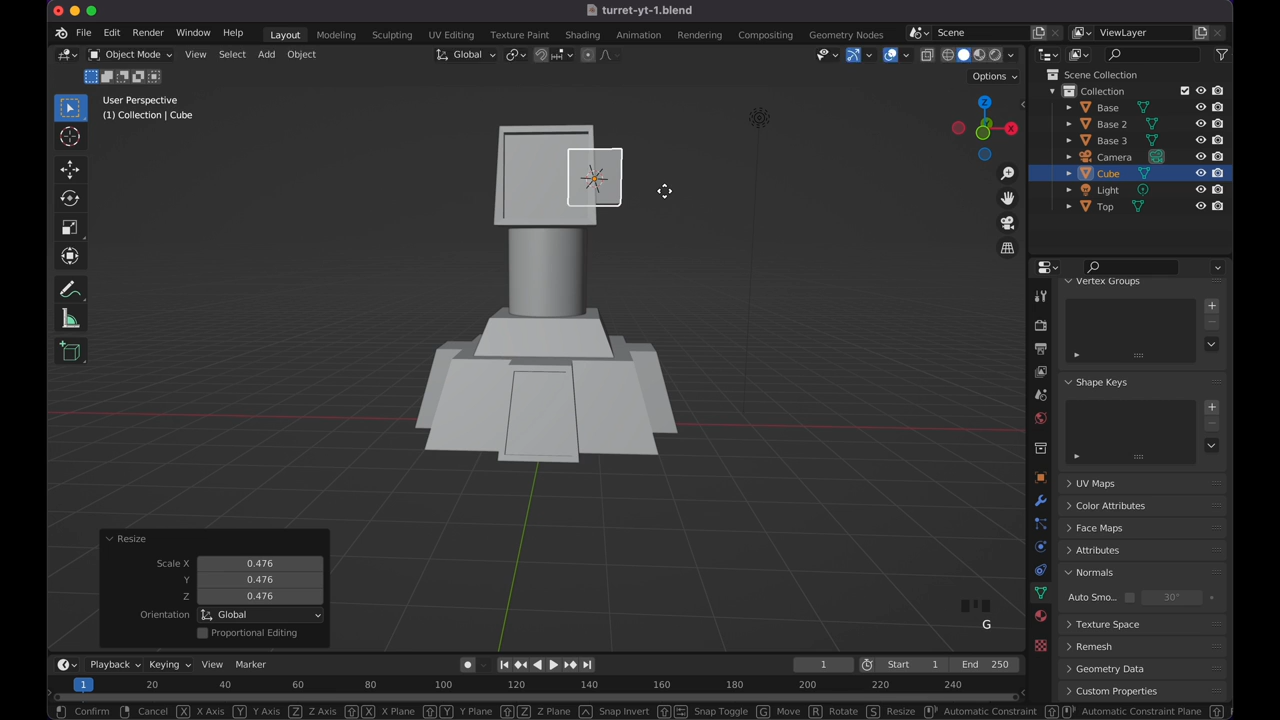 turret-yt-1.blend
File Edit Render Window Help Layout Modeling Sculpting UV Editing Texture Paint Shading Animation Rendering Compositing Geometry Nodes Scene ViewLayer
Object Mode View Select Add Object Global
Options
User Perspective
(1) Collection | Cube
Z
X
Scene Collection
Collection
Base
Base 2
Base 3
Camera
Cube
Light
Top
Vertex Groups
Shape Keys
UV Maps
Color Attributes
Face Maps
Attributes
Normals
Auto Smo... 30°
Texture Space
Remesh
Geometry Data
Custom Properties
Resize
Scale X 0.476
Y 0.476
Z 0.476
Orientation Global
Proportional Editing
G
Playback Keying View Marker 1 Start 1 End 250
1 20 40 60 80 100 120 140 160 180 200 220 240
Confirm Cancel X X Axis Y Y Axis Z Z Axis X X Plane Y Y Plane Z Z Plane Snap Invert Snap Toggle G Move R Rotate S Resize Automatic Constraint Automatic Constraint Plane